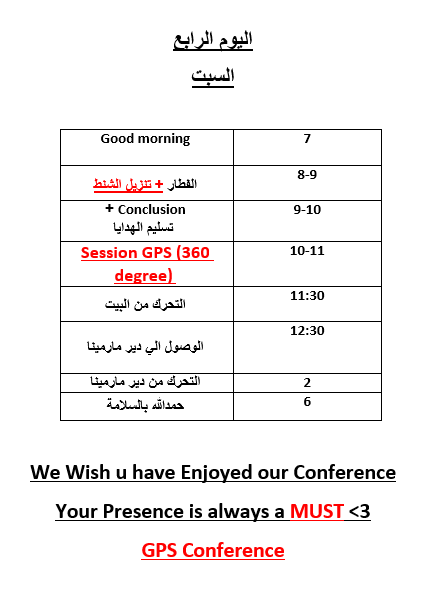 اليوم الرابع
السبت
Good morning 7
القطار + تنزيل الشنط 8-9
Conclusion + 9-10
تسليم الهدايا
Session GPS (360 10-11
degree)
التحرك من البيت 11:30
الوصول الي دير مارمينا 12:30
التحرك من دير مارمينا 2
حمدالله بالسلامة 6
We Wish u have Enjoyed our Conference
Your Presence is always a MUST <3
GPS Conference